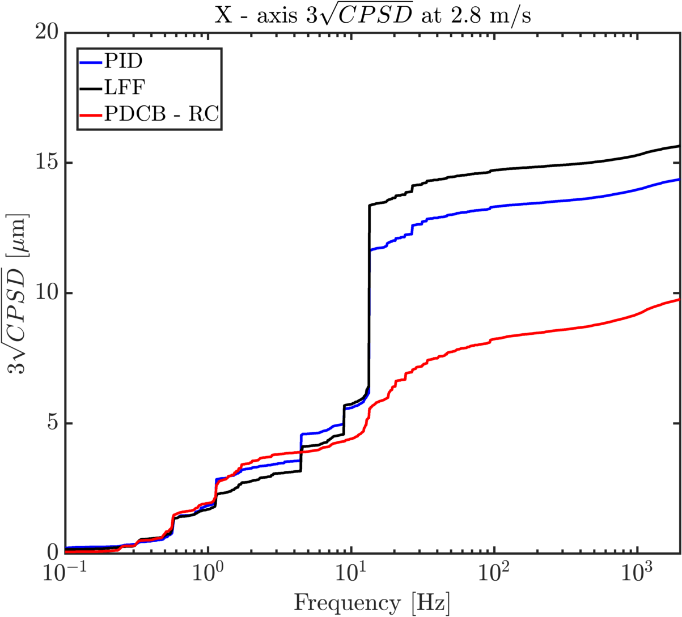 X - axis 3√CPSD at 2.8 m/s
20
PID
LFF
PDCB - RC
15
3√CPSD [μm]
10
5
0
10⁻¹ 10⁰ 10¹ 10² 10³
Frequency [Hz]